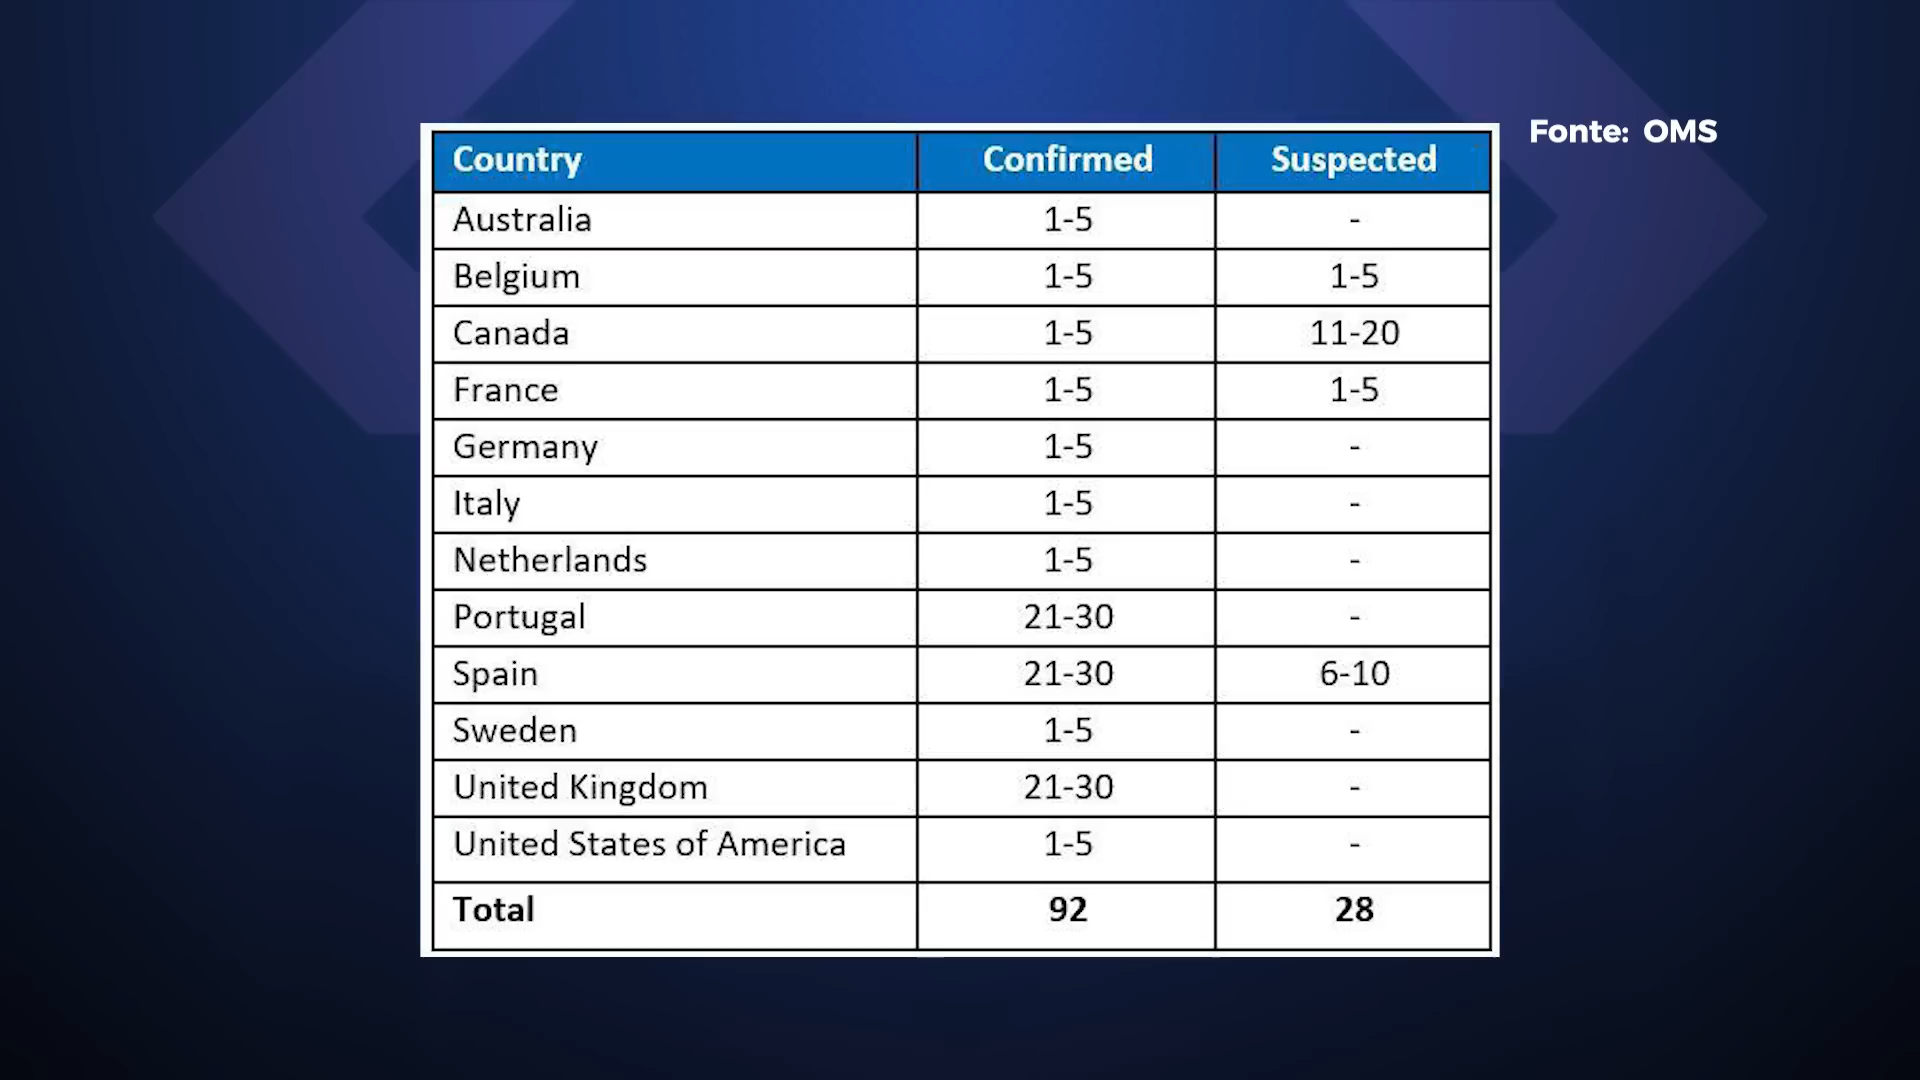 Fonte: OMS
Country Confirmed Suspected
Australia 1-5 -
Belgium 1-5 1-5
Canada 1-5 11-20
France 1-5 1-5
Germany 1-5 -
Italy 1-5 -
Netherlands 1-5 -
Portugal 21-30 -
Spain 21-30 6-10
Sweden 1-5 -
United Kingdom 21-30 -
United States of America 1-5 -
Total 92 28